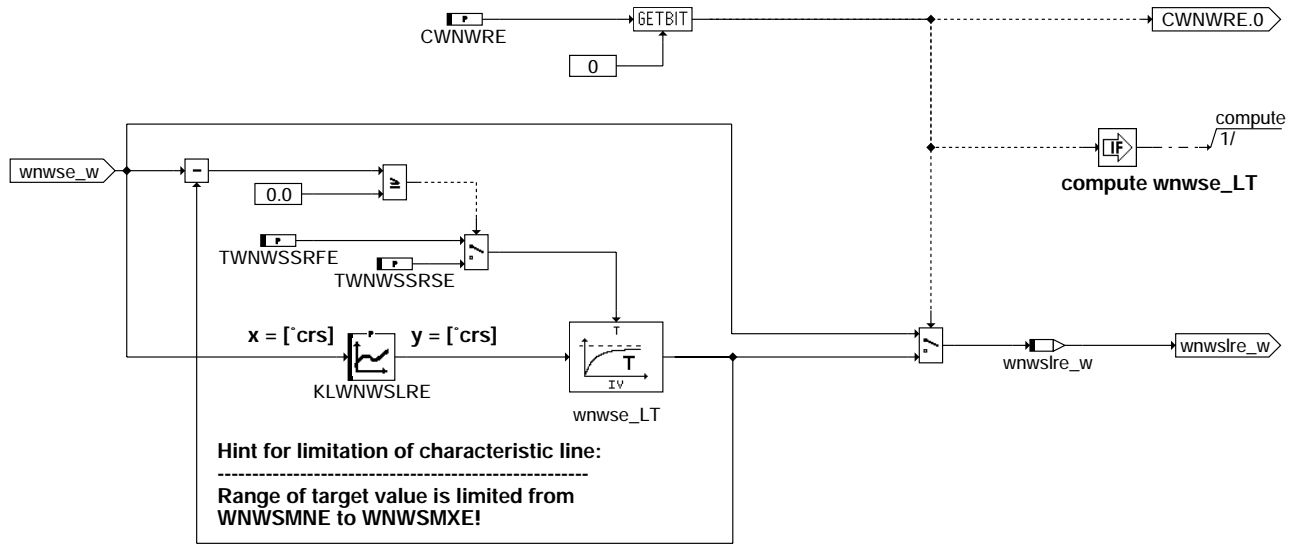 P
CWNWRE
GETBIT
CWNWRE.0
0
compute
1/
IF
compute wnwse_LT
wnwse_w
-
≥
0.0
P
TWNWSSRFE
P
TWNWSSRSE
x = [°crs]
P
y = [°crs]
KLWNWSLRE
T
T
IV
wnwse_LT
wnwslre_w
wnwslre_w
Hint for limitation of characteristic line:
------------------------------------------------------
Range of target value is limited from
WNWSMNE to WNWSMXE!